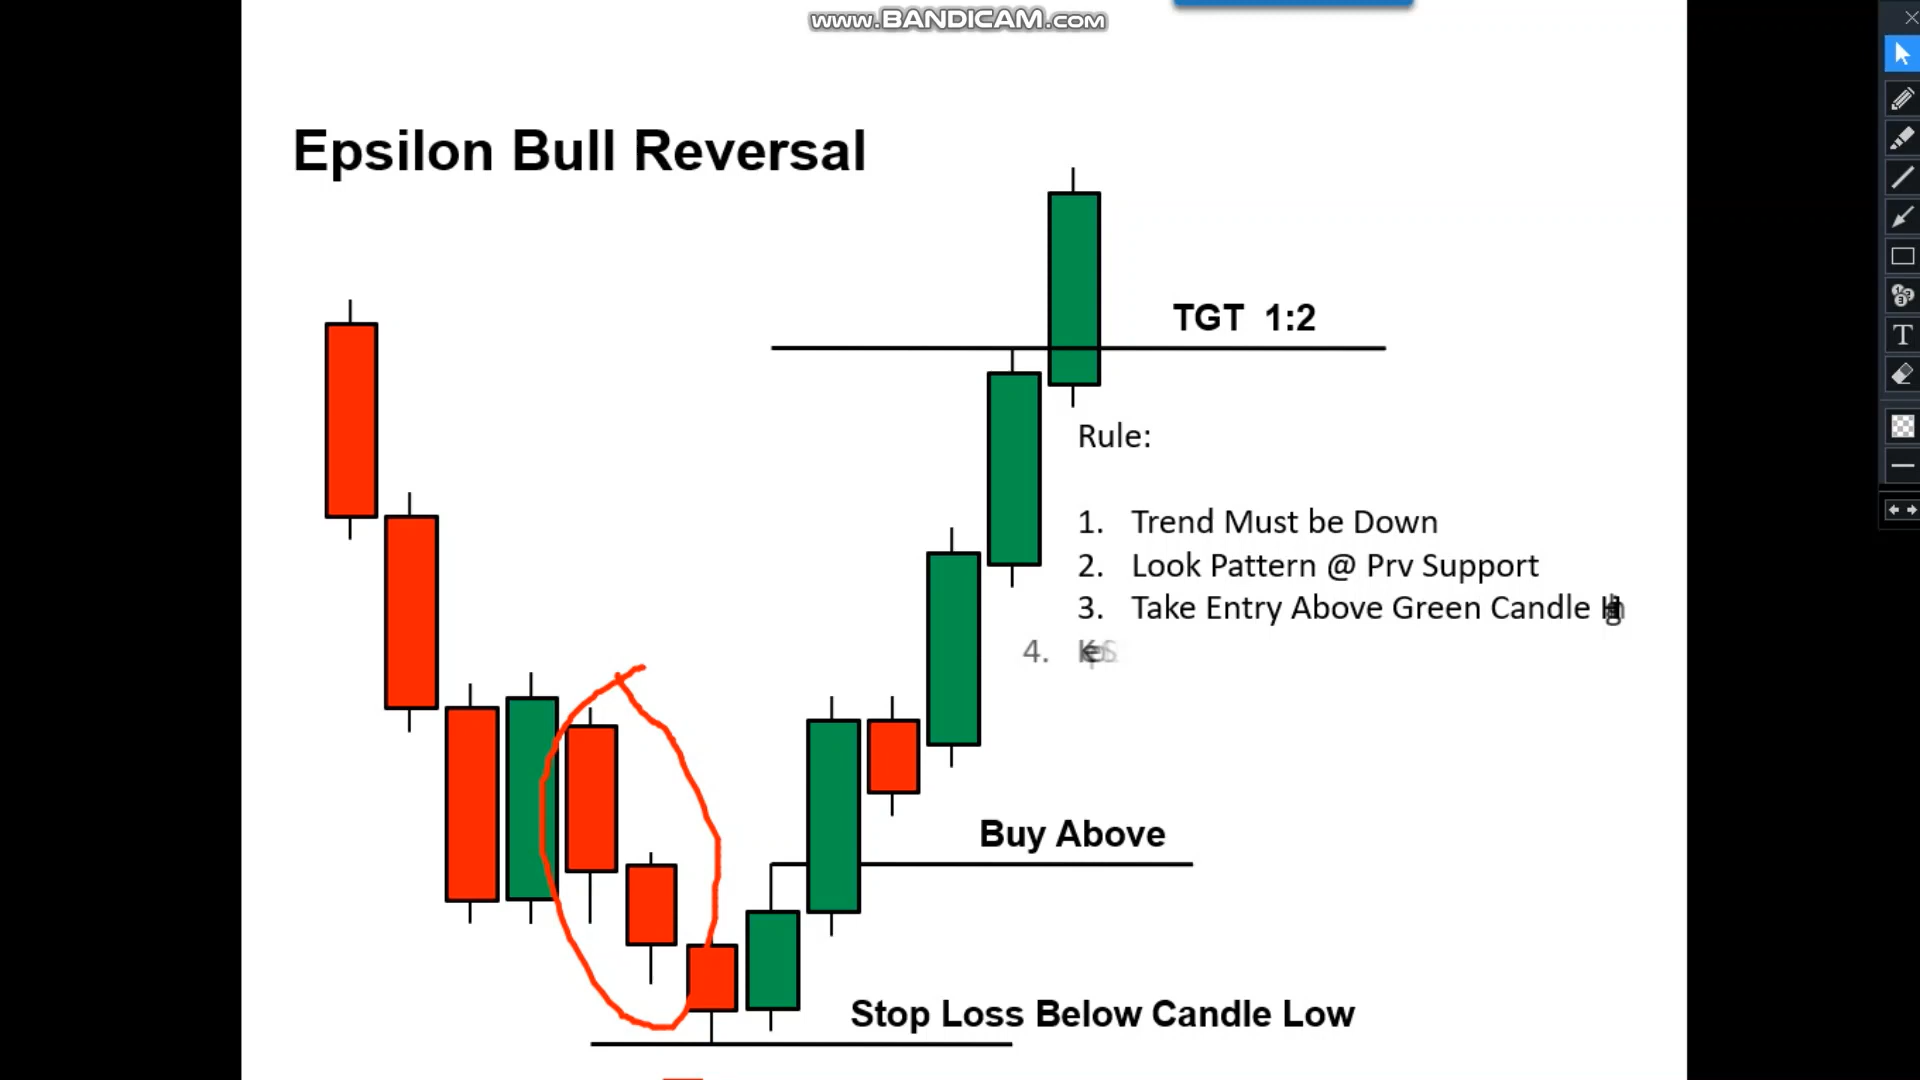 www.BANDICAM.com
Epsilon Bull Reversal
TGT 1:2
Rule:
1. Trend Must be Down
2. Look Pattern @ Prv Support
3. Take Entry Above Green Candle
4.
Buy Above
Stop Loss Below Candle Low